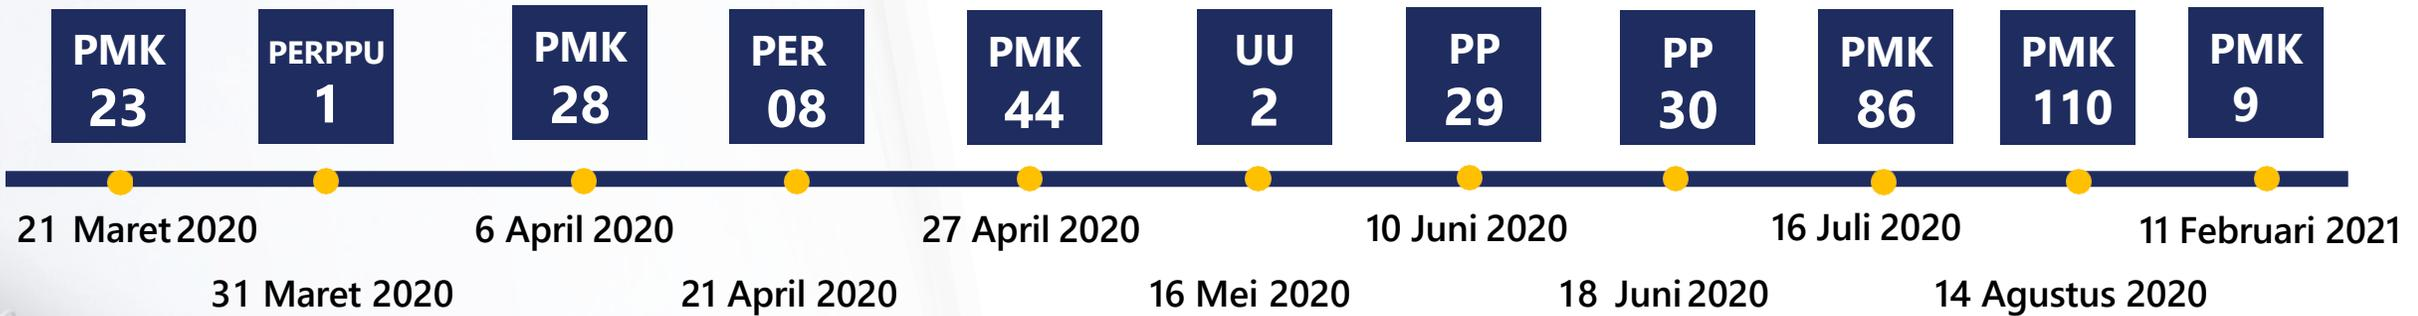 PMK
23
PERPPU
1
PMK
28
PER
08
PMK
44
UU
2
PP
29
PP
30
PMK
86
PMK
110
PMK
9
21 Maret 2020
31 Maret 2020
6 April 2020
21 April 2020
27 April 2020
16 Mei 2020
10 Juni 2020
18 Juni 2020
16 Juli 2020
14 Agustus 2020
11 Februari 2021